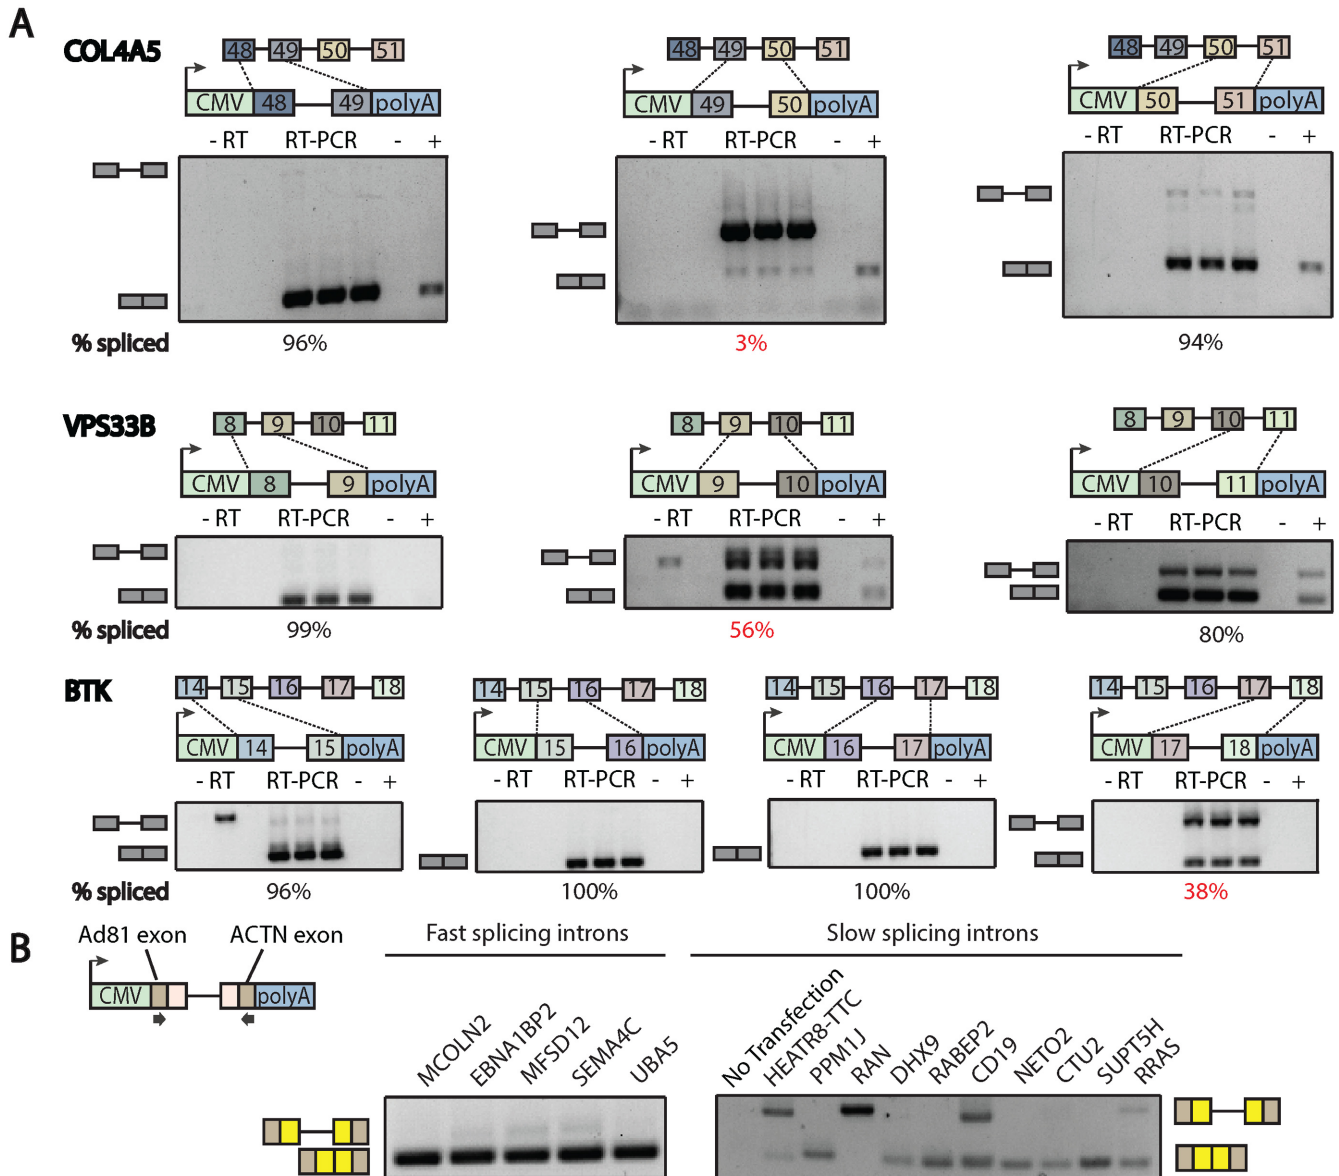 A
COL4A5
48 49 50 51
48 49 50 51
48 49 50 51
CMV 48 49 polyA
CMV 49 50 polyA
CMV 50 51 polyA
- RT RT-PCR - +
- RT RT-PCR - +
- RT RT-PCR - +
% spliced 96% 3% 94%
VPS33B
8 9 10 11
8 9 10 11
8 9 10 11
CMV 8 9 polyA
CMV 9 10 polyA
CMV 10 11 polyA
- RT RT-PCR - +
- RT RT-PCR - +
- RT RT-PCR - +
% spliced 99% 56% 80%
BTK
14 15 16 17 18
14 15 16 17 18
14 15 16 17 18
14 15 16 17 18
CMV 14 15 polyA
CMV 15 16 polyA
CMV 16 17 polyA
CMV 17 18 polyA
- RT RT-PCR - +
- RT RT-PCR - +
- RT RT-PCR - +
- RT RT-PCR - +
% spliced 96% 100% 100% 38%
B
Ad81 exon ACTN exon
CMV polyA
Fast splicing introns
MCOLN2
EBNA1BP2
MFSD12
SEMA4C
UBA5
Slow splicing introns
No Transfection
HEATR8-TTC
PPM1J
RAN
DHX9
RABEP2
CD19
NETO2
CTU2
SUPT5H
RRAS